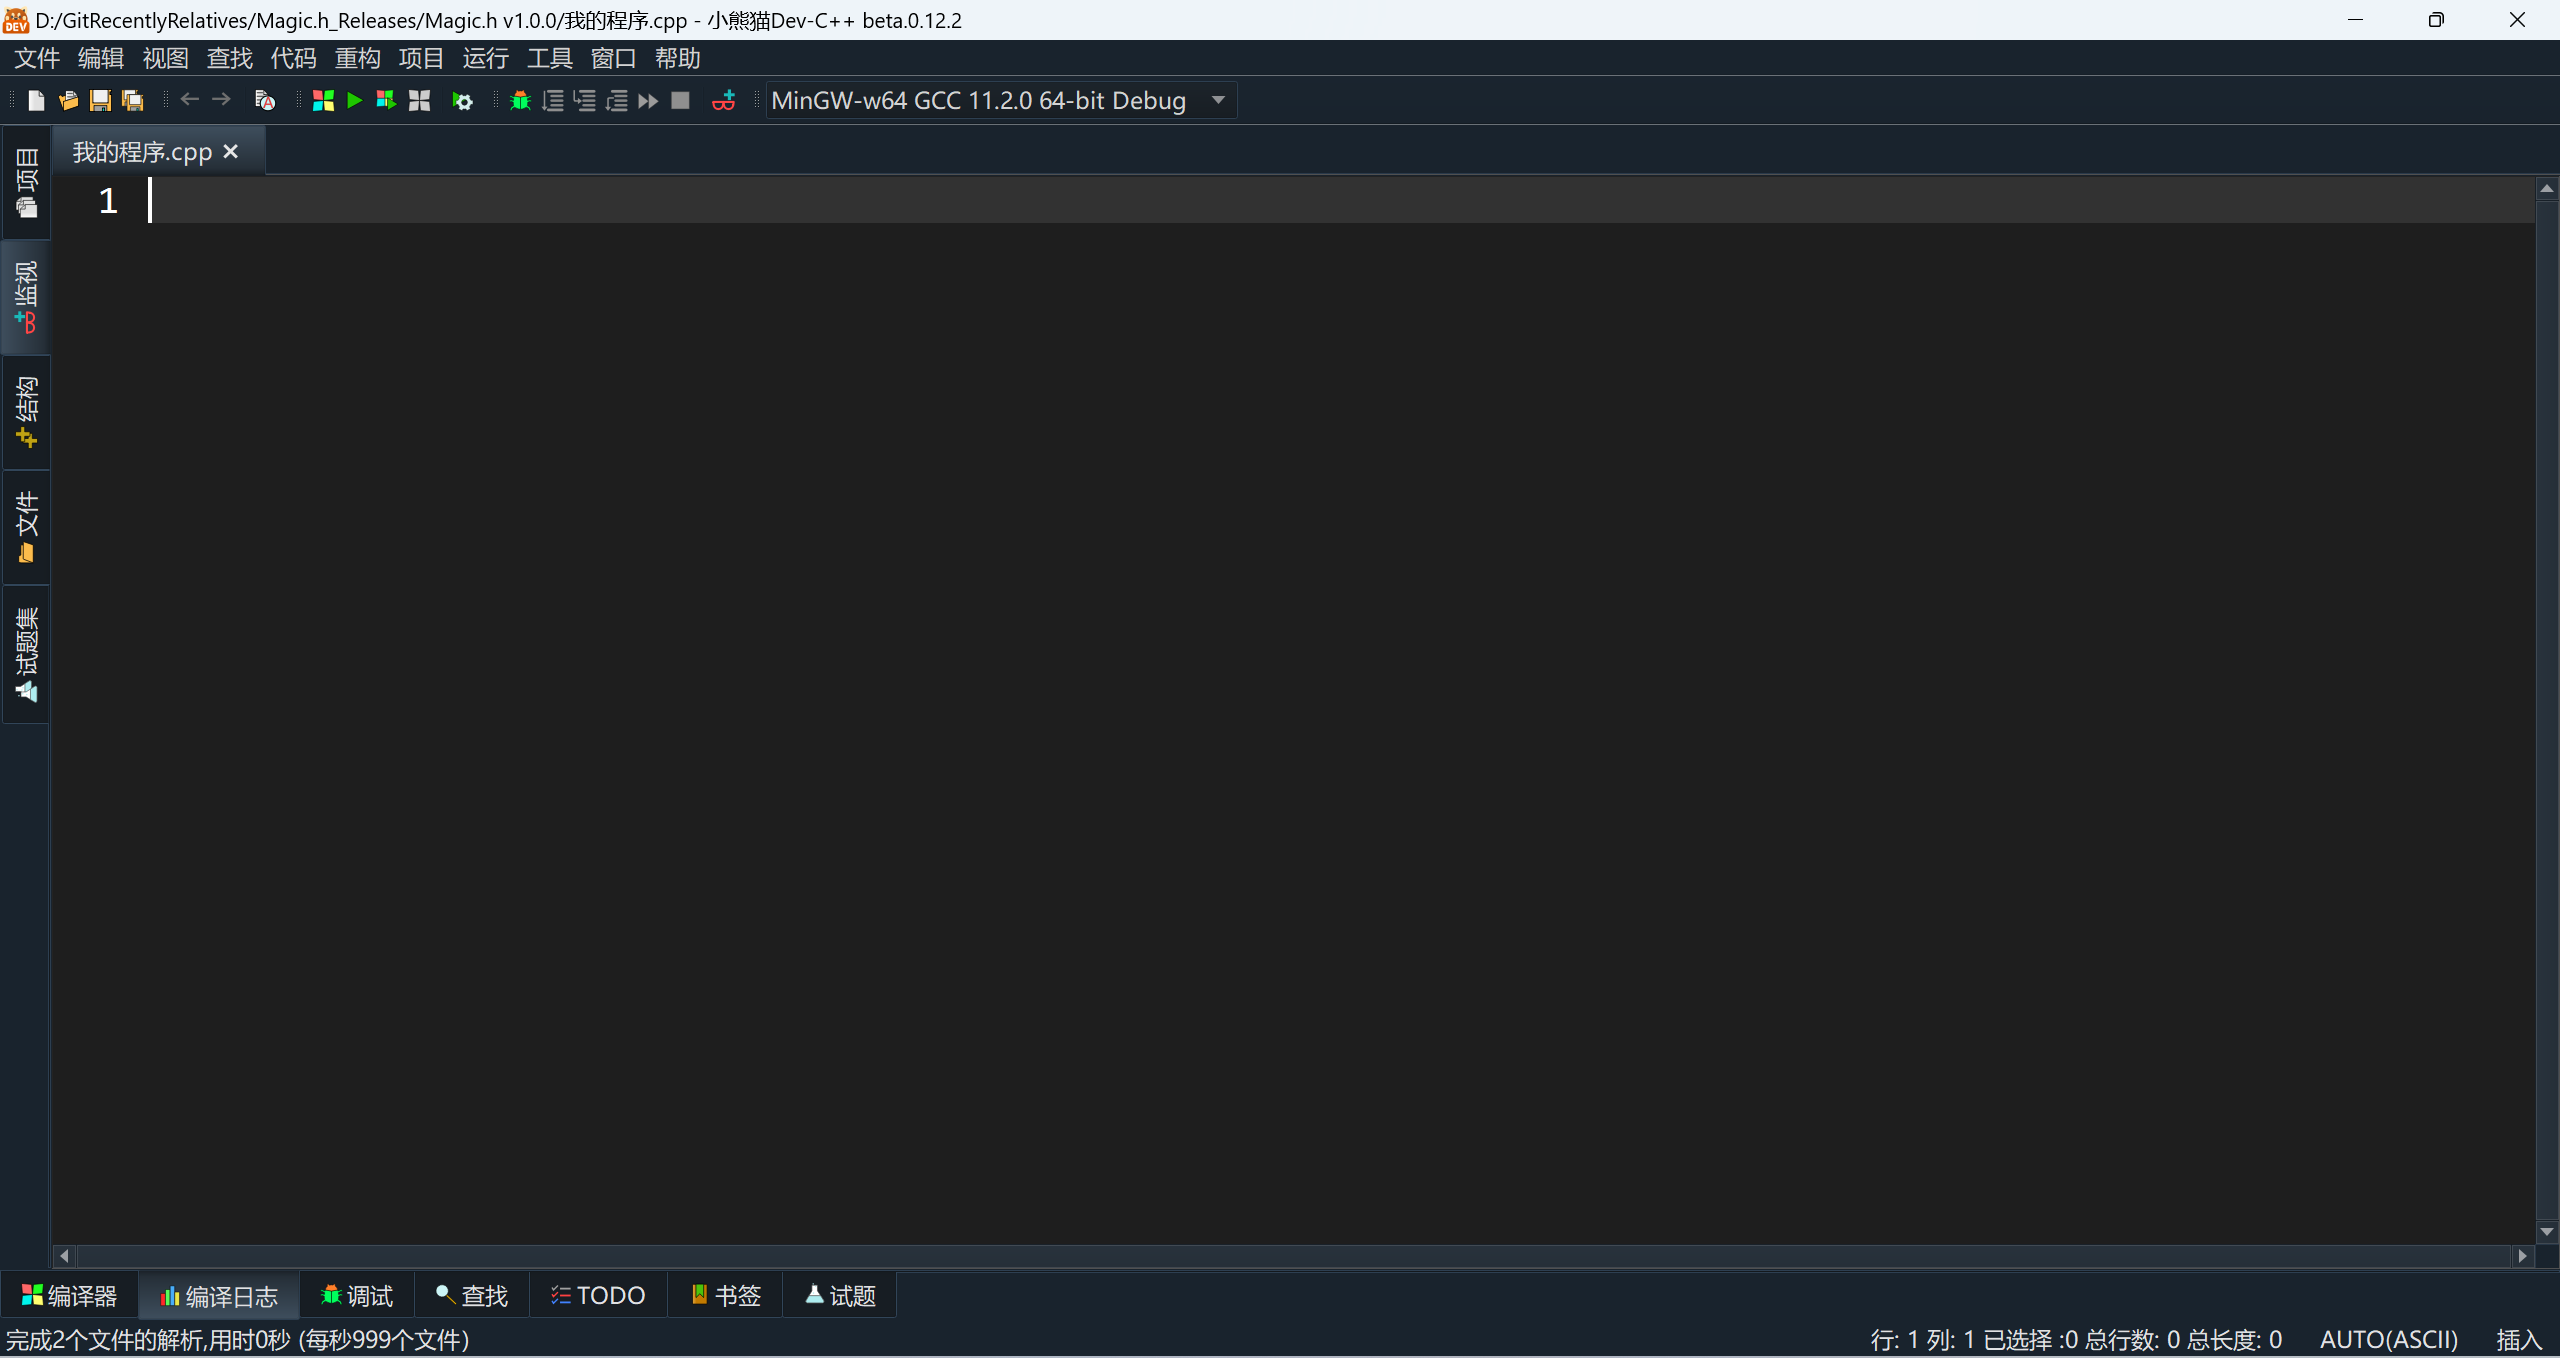 D:/GitRecentlyRelatives/Magic.h_Releases/Magic.h v1.0.0/我的程序.cpp - 小熊猫Dev-C++ beta.0.12.2
文件 编辑 视图 查找 代码 重构 项目 运行 工具 窗口 帮助
MinGW-w64 GCC 11.2.0 64-bit Debug
我的程序.cpp
1
项目
监视
结构
文件
试题集
编译器 编译日志 调试 查找 TODO 书签 试题
完成2个文件的解析,用时0秒 (每秒999个文件) 行: 1 列: 1 已选择 :0 总行数: 0 总长度: 0 AUTO(ASCII) 插入